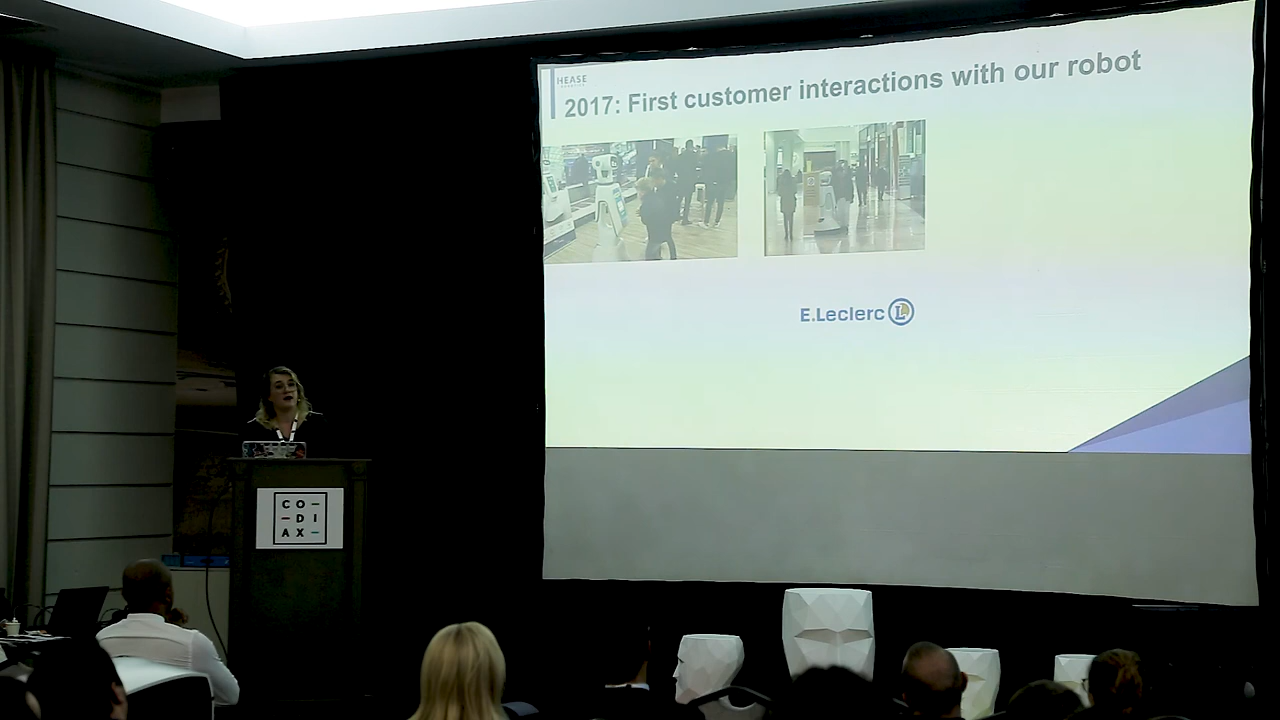 HEASE
2017: First customer interactions with our robot
E.Leclerc L
CO—
—DI
AX—